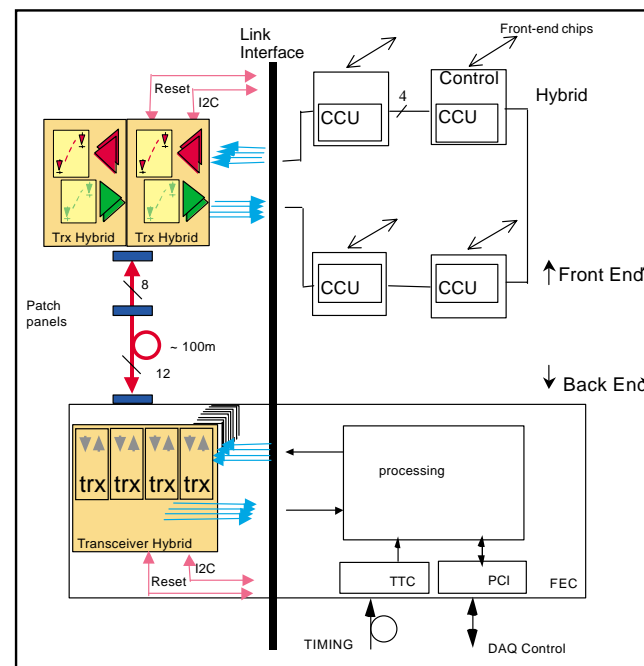 Link
Interface
Front-end chips
Reset
I2C
Control
Hybrid
4
CCU
CCU
Trx Hybrid
Trx Hybrid
CCU
CCU
Front End
8
Patch
panels
~ 100m
12
Back End
trx
trx
trx
trx
processing
Transceiver Hybrid
I2C
Reset
TTC
PCI
FEC
TIMING
DAQ Control